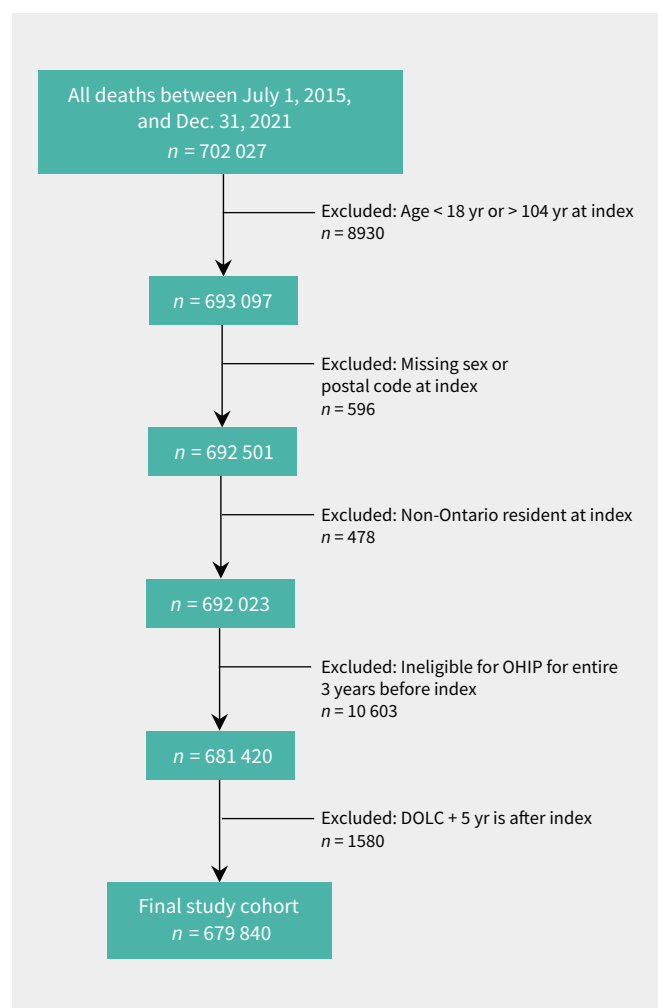 All deaths between July 1, 2015,
and Dec. 31, 2021
n = 702 027
Excluded: Age < 18 yr or > 104 yr at index
n = 8930
n = 693 097
Excluded: Missing sex or
postal code at index
n = 596
n = 692 501
Excluded: Non-Ontario resident at index
n = 478
n = 692 023
Excluded: Ineligible for OHIP for entire
3 years before index
n = 10 603
n = 681 420
Excluded: DOLC + 5 yr is after index
n = 1580
Final study cohort
n = 679 840